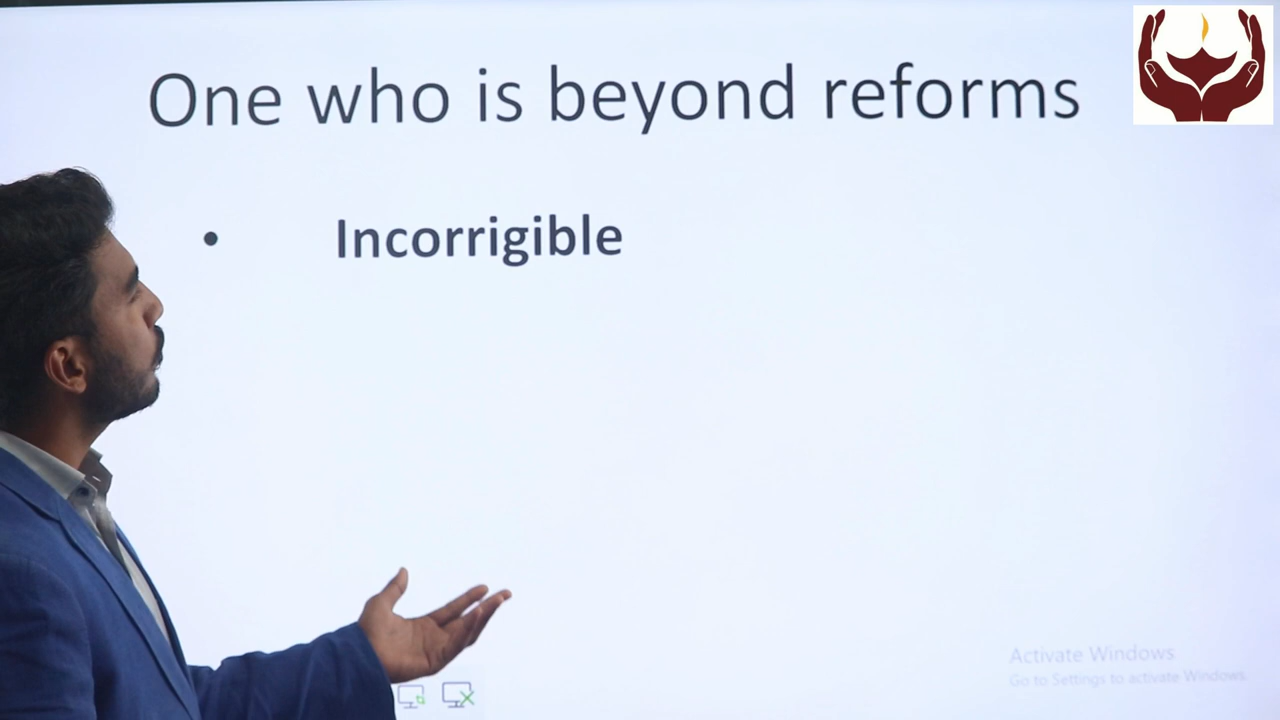 One who is beyond reforms
• Incorrigible
Activate Windows
Go to Settings to activate Windows.